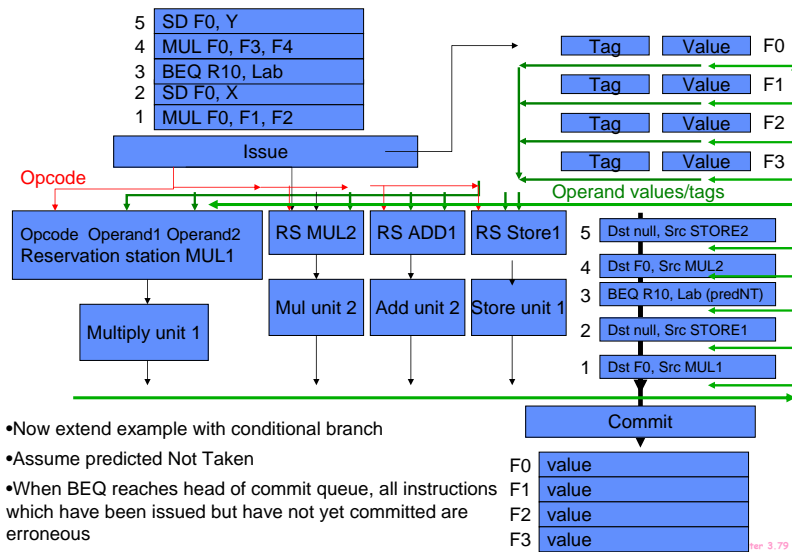 5 SD F0, Y
4 MUL F0, F3, F4
3 BEQ R10, Lab
2 SD F0, X
1 MUL F0, F1, F2
Issue
Tag Value F0
Tag Value F1
Tag Value F2
Tag Value F3
Opcode
Operand values/tags
Opcode Operand1 Operand2
Reservation station MUL1
RS MUL2
RS ADD1
RS Store1
Multiply unit 1
Mul unit 2
Add unit 2
Store unit 1
5 Dst null, Src STORE2
4 Dst F0, Src MUL2
3 BEQ R10, Lab (predNT)
2 Dst null, Src STORE1
1 Dst F0, Src MUL1
Commit
F0 value
F1 value
F2 value
F3 value
•Now extend example with conditional branch
•Assume predicted Not Taken
•When BEQ reaches head of commit queue, all instructions
which have been issued but have not yet committed are
erroneous
ter 3.79